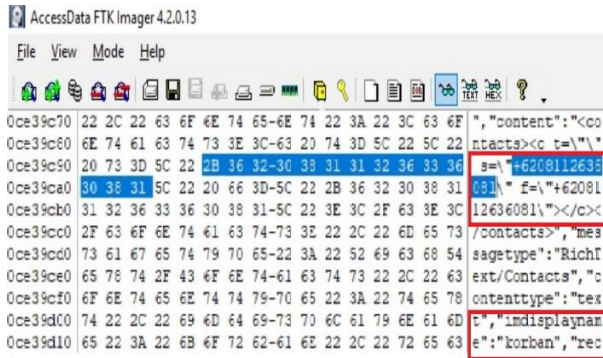 AccessData FTK Imager 4.2.0.13
File View Mode Help
TEXT HEX
0ce39c70 22 2C 22 63 6F 6E 74 65-6E 74 22 3A 22 3C 63 6F ","content":"<co
0ce39c80 6E 74 61 63 74 73 3E 3C-63 20 74 3D 5C 22 5C 22 ntacts><c t=\"\"
0ce39c90 20 73 3D 5C 22 2B 36 32-30 38 31 31 32 36 33 36 s=\"+6208112636
0ce39ca0 30 38 31 5C 22 20 66 3D-5C 22 2B 36 32 30 38 31 081\" f=\"+62081
0ce39cb0 31 32 36 33 36 30 38 31-5C 22 3E 3C 2F 63 3E 3C 12636081\"></c><
0ce39cc0 2F 63 6F 6E 74 61 63 74-73 3E 22 2C 22 6D 65 73 /contacts>","mes
0ce39cd0 73 61 67 65 74 79 70 65-22 3A 22 52 69 63 68 54 sagetype":"RichT
0ce39ce0 65 78 74 2F 43 6F 6E 74-61 63 74 73 22 2C 22 63 ext/Contacts","c
0ce39cf0 6F 6E 74 65 6E 74 74 79-70 65 22 3A 22 74 65 78 ontenttype":"tex
0ce39d00 74 22 2C 22 69 6D 64 69-73 70 6C 61 79 6E 61 6D t","imdisplaynam
0ce39d10 65 22 3A 22 6B 6F 72 62-61 6E 22 2C 22 72 65 63 e":"korban","rec